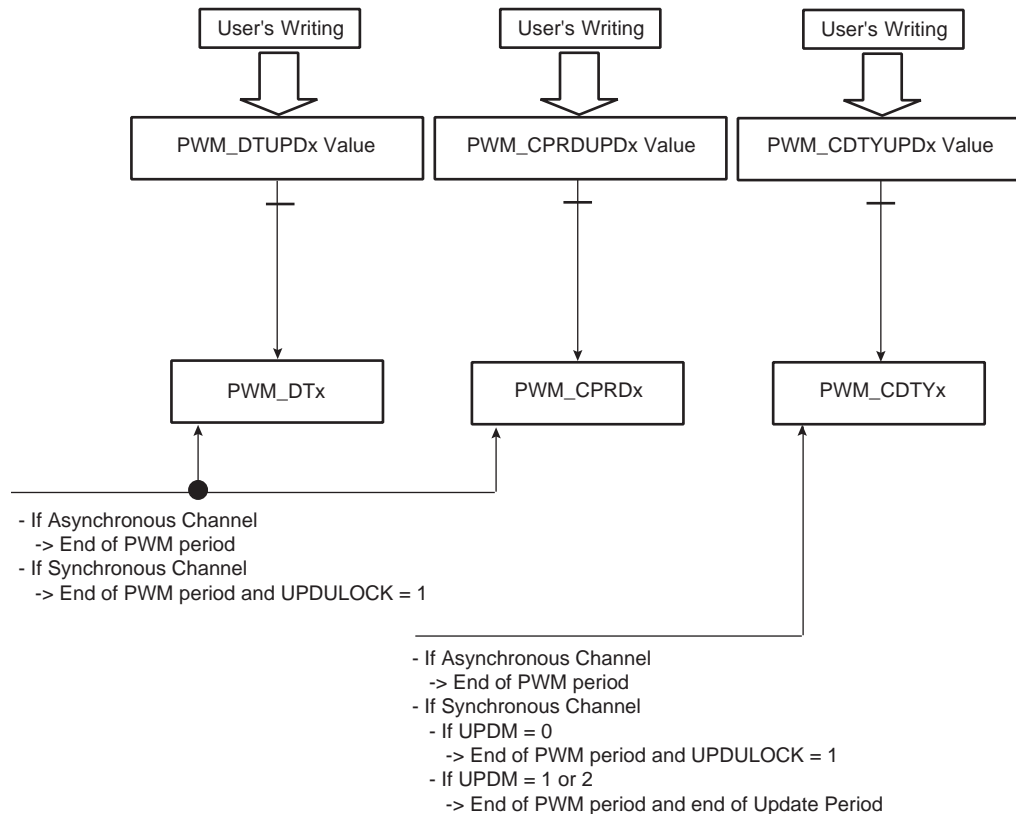 User's Writing
User's Writing
User's Writing
PWM_DTUPDx Value
PWM_CPRDUPDx Value
PWM_CDTYUPDx Value
PWM_DTx
PWM_CPRDx
PWM_CDTYx
- If Asynchronous Channel
-> End of PWM period
- If Synchronous Channel
-> End of PWM period and UPDULOCK = 1
- If Asynchronous Channel
-> End of PWM period
- If Synchronous Channel
- If UPDM = 0
-> End of PWM period and UPDULOCK = 1
- If UPDM = 1 or 2
-> End of PWM period and end of Update Period